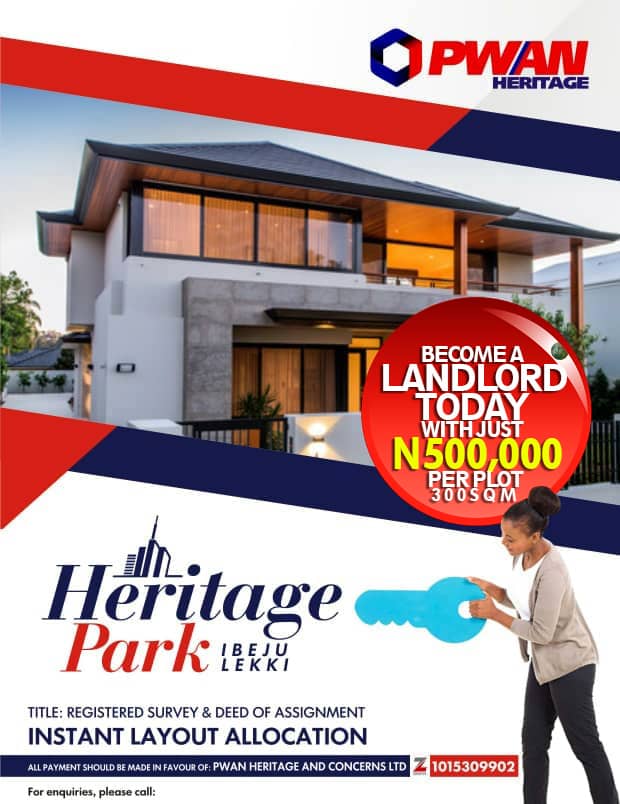 PWAN
HERITAGE
BECOME A
LANDLORD
TODAY
WITH JUST
N500,000
PER PLOT
300SQM
Heritage
Park IBEJU
LEKKI
TITLE: REGISTERED SURVEY & DEED OF ASSIGNMENT
INSTANT LAYOUT ALLOCATION
ALL PAYMENT SHOULD BE MADE IN FAVOUR OF: PWAN HERITAGE AND CONCERNS LTD 1015309902
For enquiries, please call: